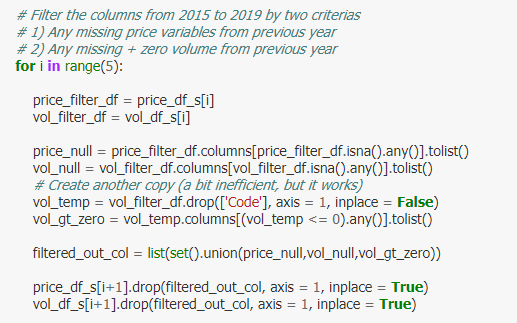 # Filter the columns from 2015 to 2019 by two criterias
# 1) Any missing price variables from previous year
# 2) Any missing + zero volume from previous year
for i in range(5):
price_filter_df = price_df_s[i]
vol_filter_df = vol_df_s[i]
price_null = price_filter_df.columns[price_filter_df.isna().any()].tolist()
vol_null = vol_filter_df.columns[vol_filter_df.isna().any()].tolist()
# Create another copy (a bit inefficient, but it works)
vol_temp = vol_filter_df.drop(['Code'], axis = 1, inplace = False)
vol_gt_zero = vol_temp.columns[(vol_temp <= 0).any()].tolist()
filtered_out_col = list(set().union(price_null,vol_null,vol_gt_zero))
price_df_s[i+1].drop(filtered_out_col, axis = 1, inplace = True)
vol_df_s[i+1].drop(filtered_out_col, axis = 1, inplace = True)